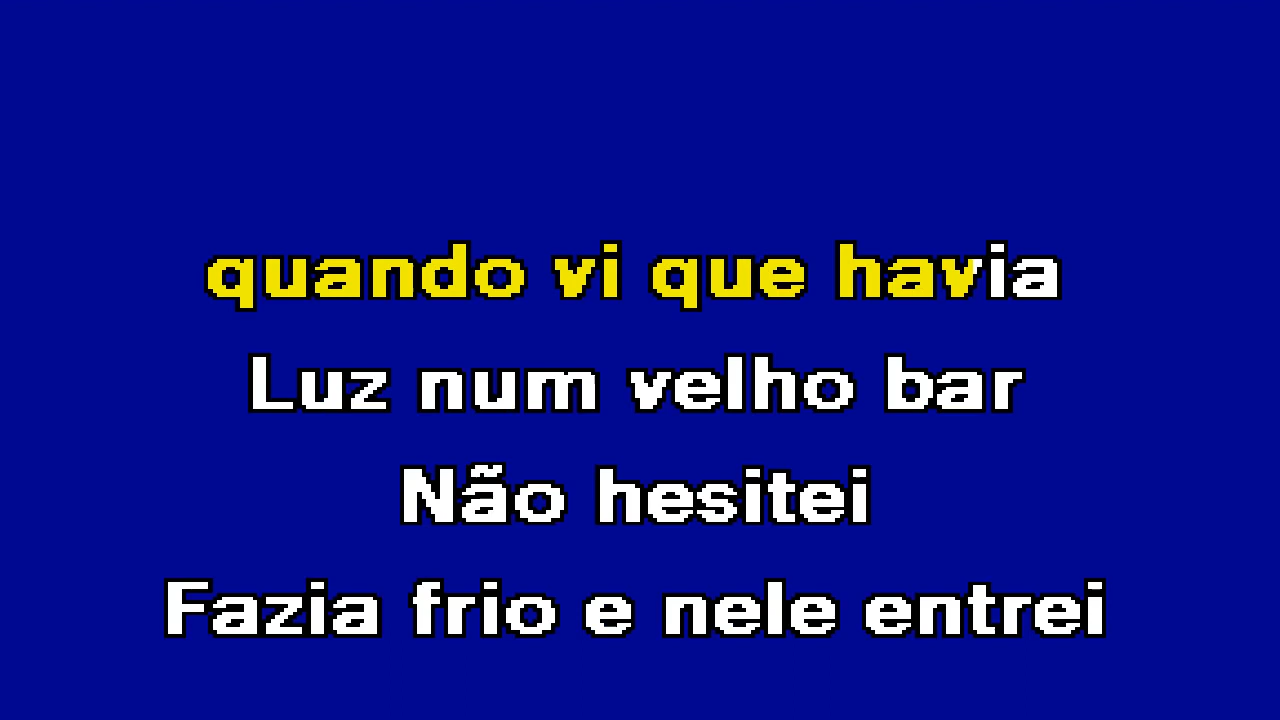 quando vi que havia
Luz num velho bar
Não hesitei
Fazia frio e nele entrei